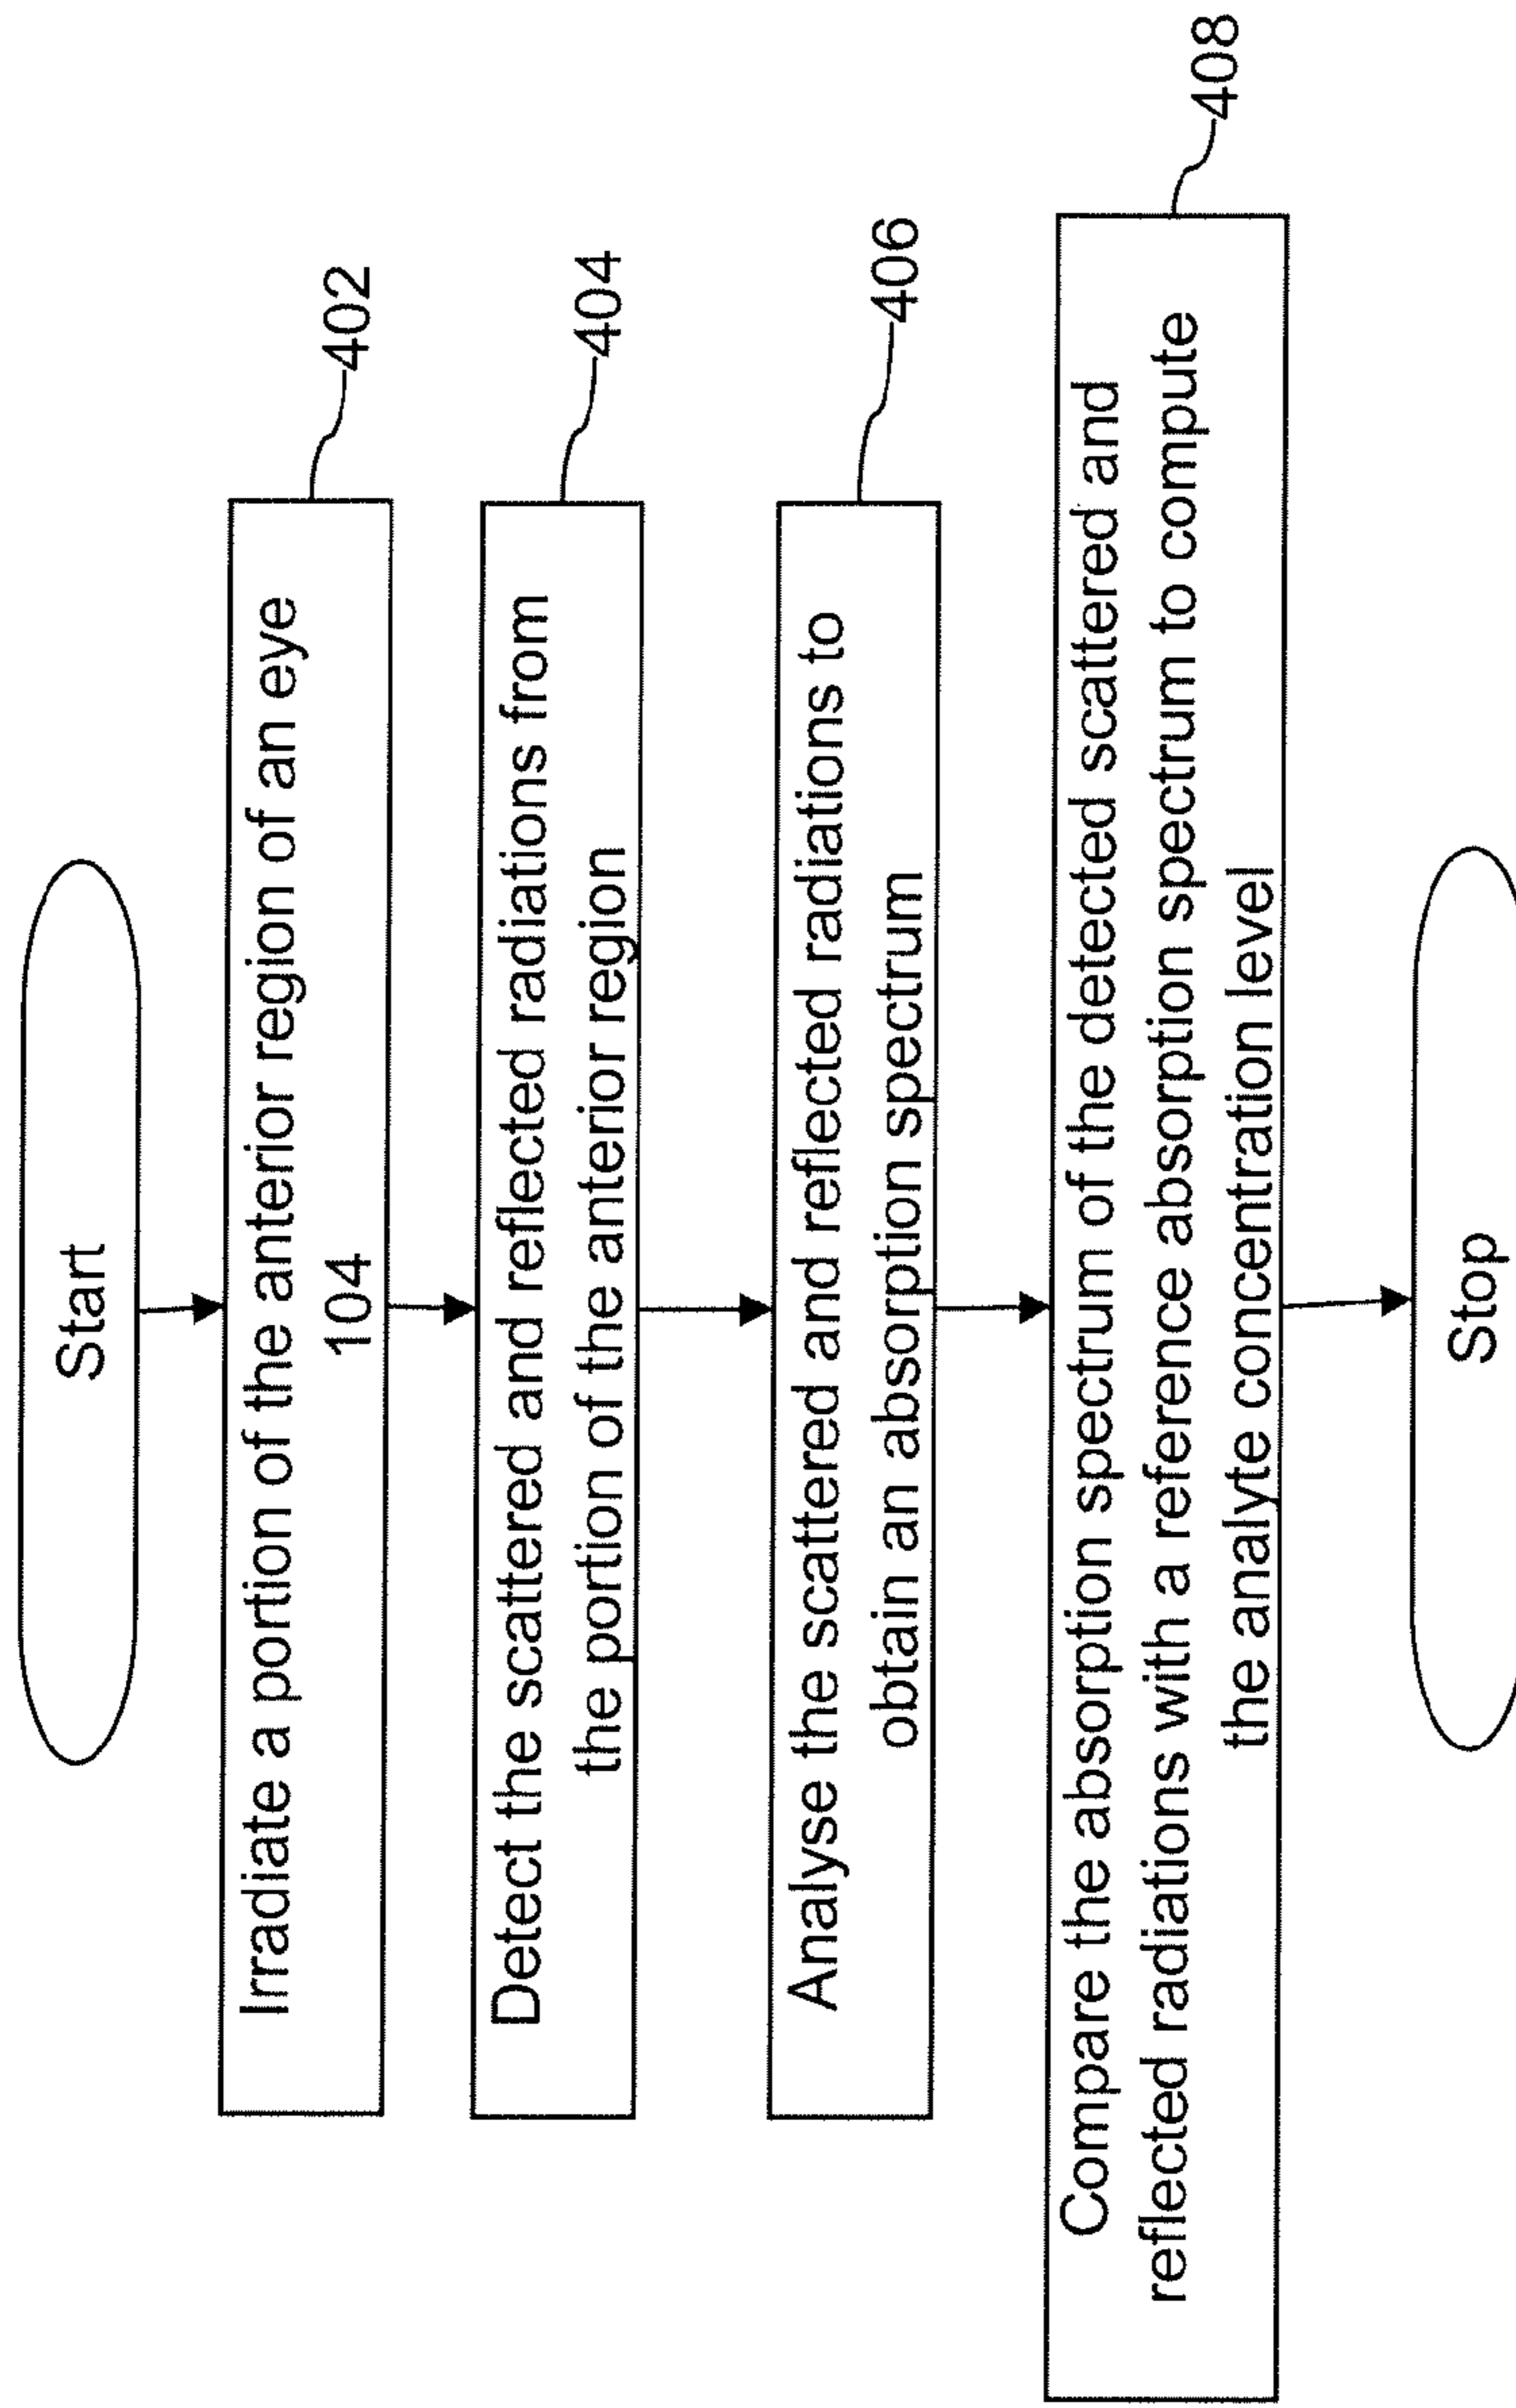 Start
Irradiate a portion of the anterior region of an eye
104
402
Detect the scattered and reflected radiations from
the portion of the anterior region
404
Analyse the scattered and reflected radiations to
obtain an absorption spectrum
406
Compare the absorption spectrum of the detected scattered and
reflected radiations with a reference absorption spectrum to compute
the analyte concentration level
408
Stop